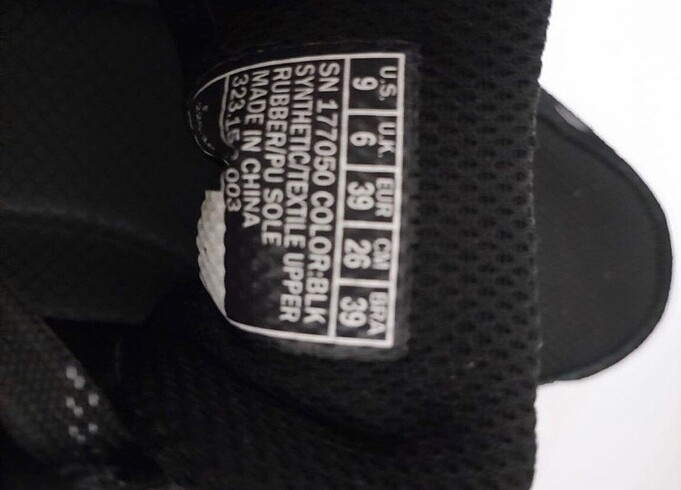 U.S. U.K. EUR CM BRA
9 6 39 26 39
SN 177050 COLOR:BLK
SYNTHETIC/TEXTILE UPPER
RUBBER/PU SOLE
MADE IN CHINA
003